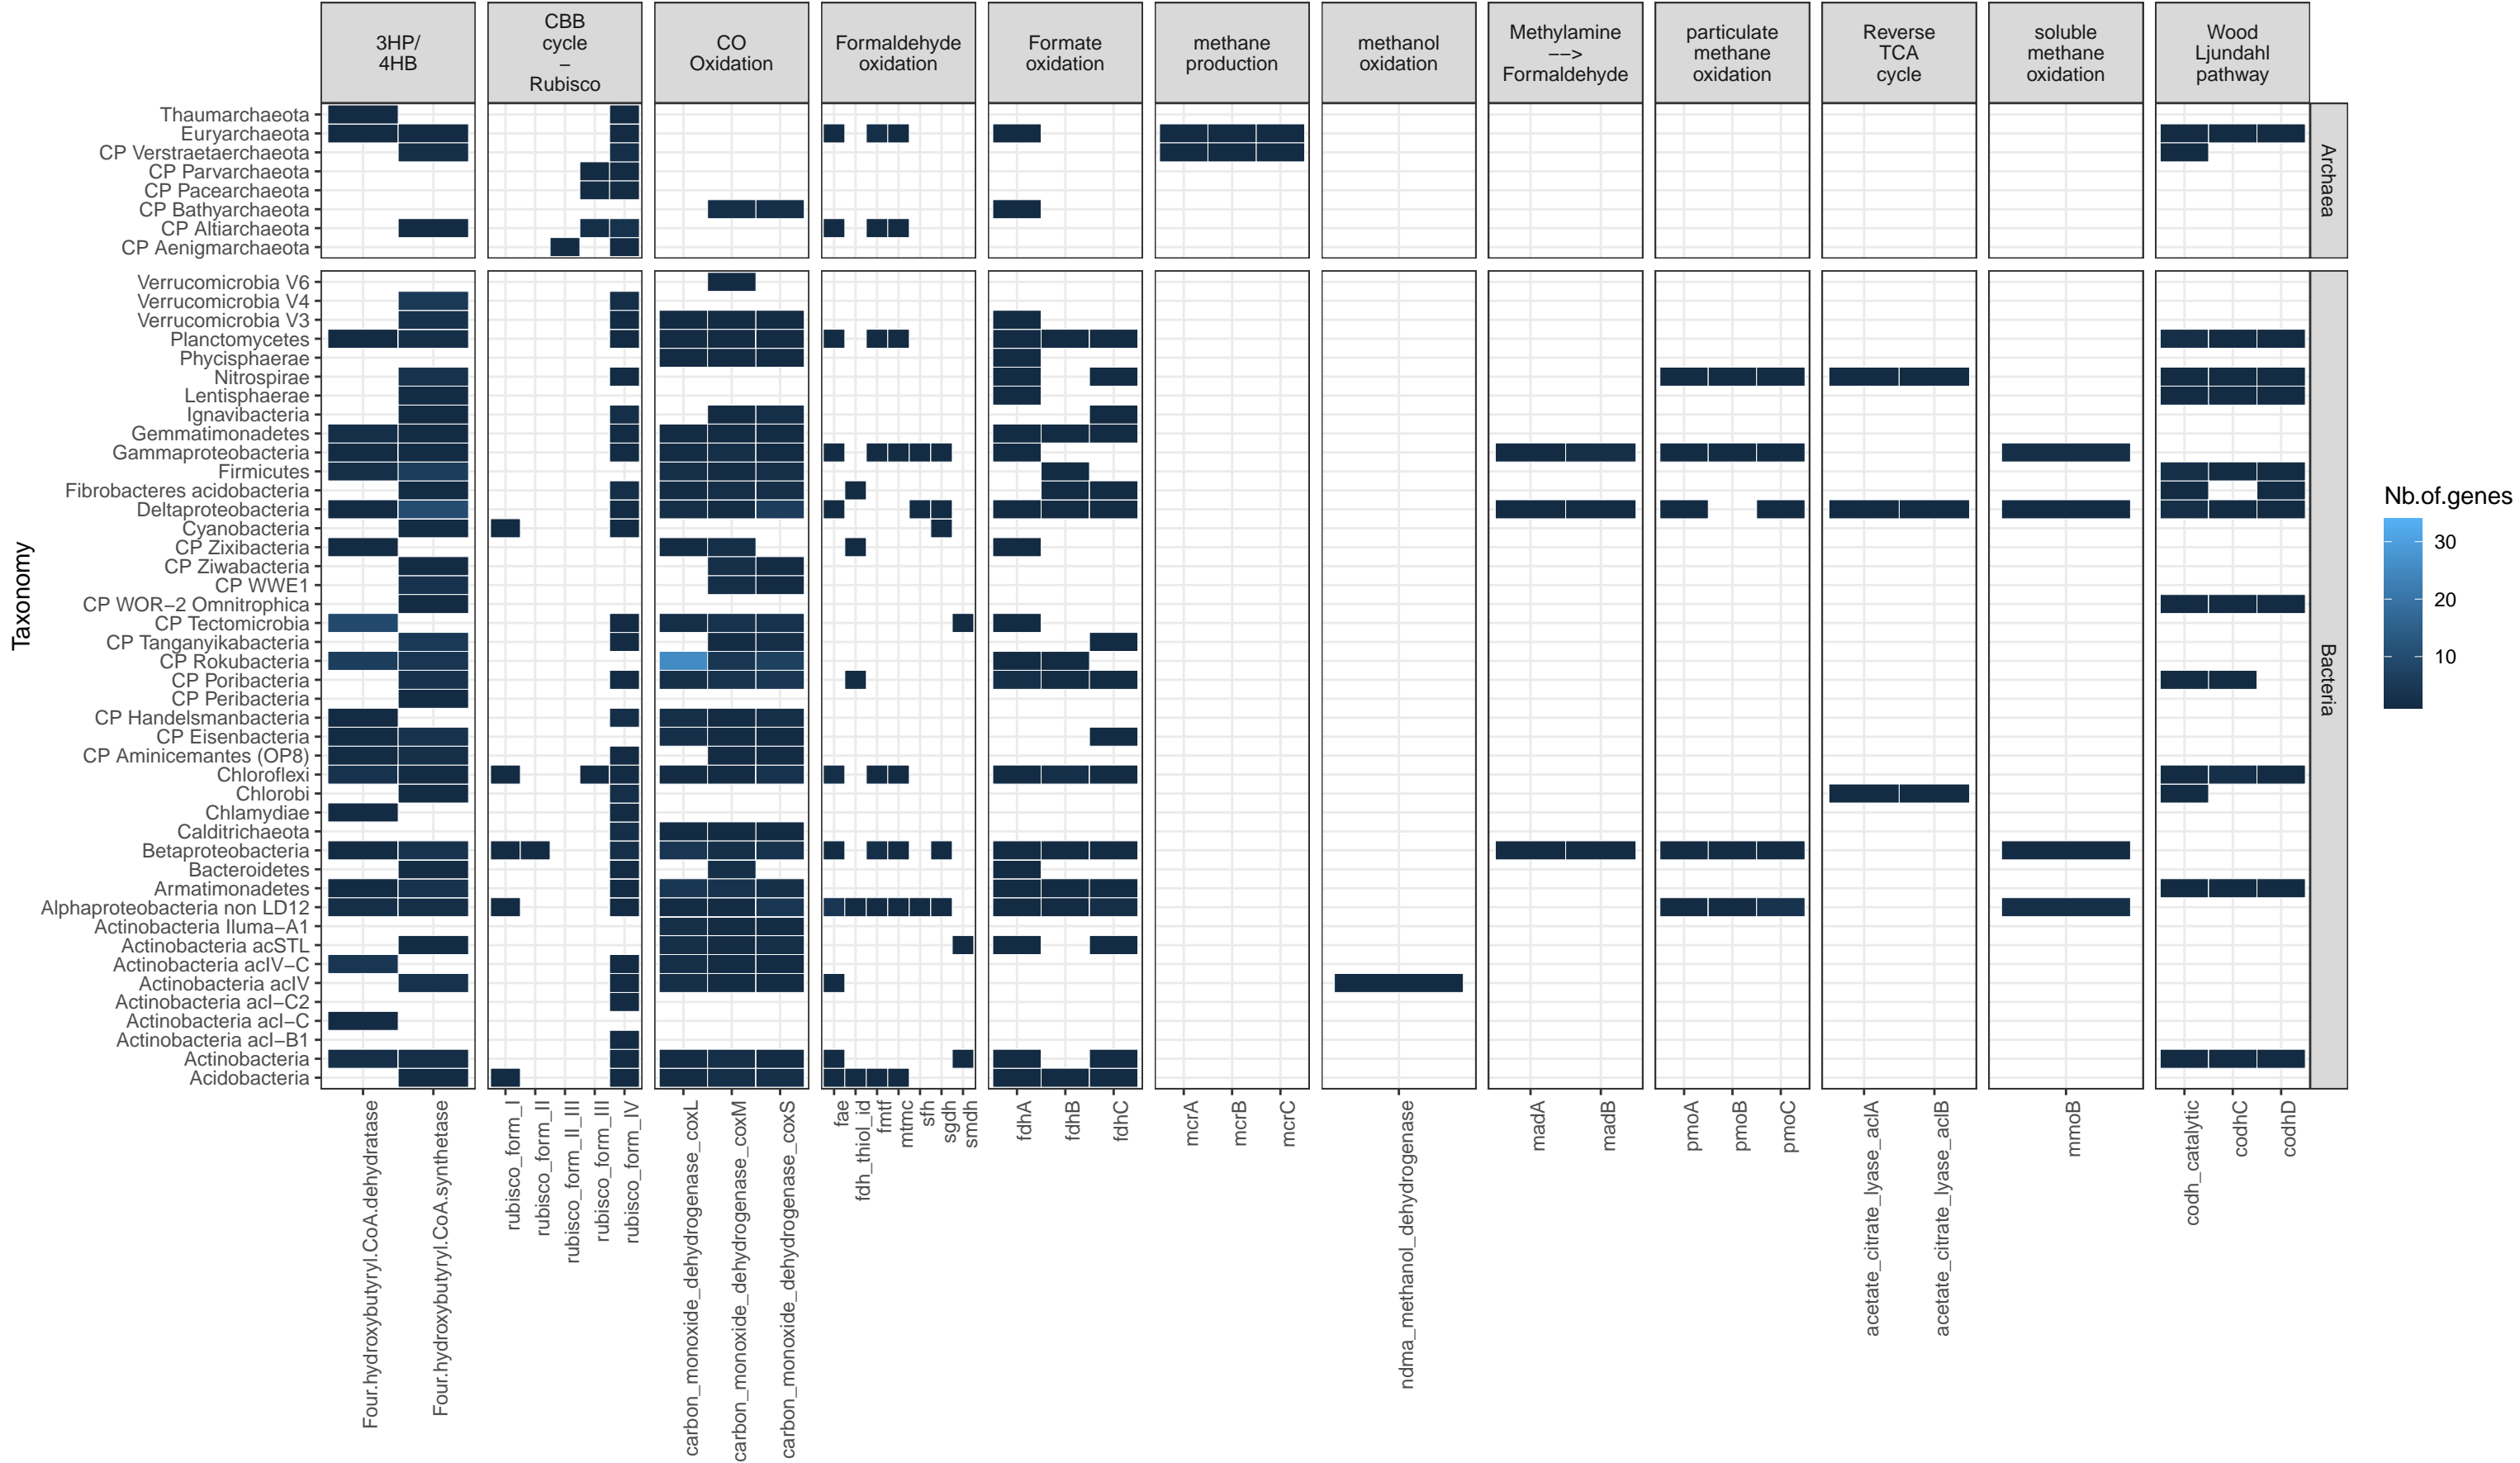 3HP/
4HB
CBB
cycle
–
Rubisco
CO
Oxidation
Formaldehyde
oxidation
Formate
oxidation
methane
production
methanol
oxidation
Methylamine
−−>
Formaldehyde
particulate
methane
oxidation
Reverse
TCA
cycle
soluble
methane
oxidation
Wood
Ljundahl
pathway
Thaumarchaeota
Euryarchaeota
CP Verstraetaerchaeota
CP Parvarchaeota
CP Pacearchaeota
CP Bathyarchaeota
CP Altiarchaeota
CP Aenigmarchaeota
Archaea
Verrucomicrobia V6
Verrucomicrobia V4
Verrucomicrobia V3
Planctomycetes
Phycisphaerae
Nitrospirae
Lentisphaerae
Ignavibacteria
Gemmatimonadetes
Gammaproteobacteria
Firmicutes
Fibrobacteres acidobacteria
Deltaproteobacteria
Cyanobacteria
CP Zixibacteria
CP Ziwabacteria
CP WWE1
CP WOR−2 Omnitrophica
CP Tectomicrobia
CP Tanganyikabacteria
CP Rokubacteria
CP Poribacteria
CP Peribacteria
CP Handelsmanbacteria
CP Eisenbacteria
CP Aminicemantes (OP8)
Chloroflexi
Chlorobi
Chlamydiae
Calditrichaeota
Betaproteobacteria
Bacteroidetes
Armatimonadetes
Alphaproteobacteria non LD12
Actinobacteria Iluma−A1
Actinobacteria acSTL
Actinobacteria acIV−C
Actinobacteria acIV
Actinobacteria acI−C2
Actinobacteria acI−C
Actinobacteria acI−B1
Actinobacteria
Acidobacteria
Bacteria
Taxonomy
Four.hydroxybutyryl.CoA.dehydratase
Four.hydroxybutyryl.CoA.synthetase
rubisco_form_I
rubisco_form_II
rubisco_form_II_III
rubisco_form_III
rubisco_form_IV
carbon_monoxide_dehydrogenase_coxL
carbon_monoxide_dehydrogenase_coxM
carbon_monoxide_dehydrogenase_coxS
fae
fdh_thiol_id
fmtf
mtmc
sfh
sgdh
smdh
fdhA
fdhB
fdhC
mcrA
mcrB
mcrC
ndma_methanol_dehydrogenase
madA
madB
pmoA
pmoB
pmoC
acetate_citrate_lyase_aclA
acetate_citrate_lyase_aclB
mmoB
codh_catalytic
codhC
codhD
Nb.of.genes
30
20
10